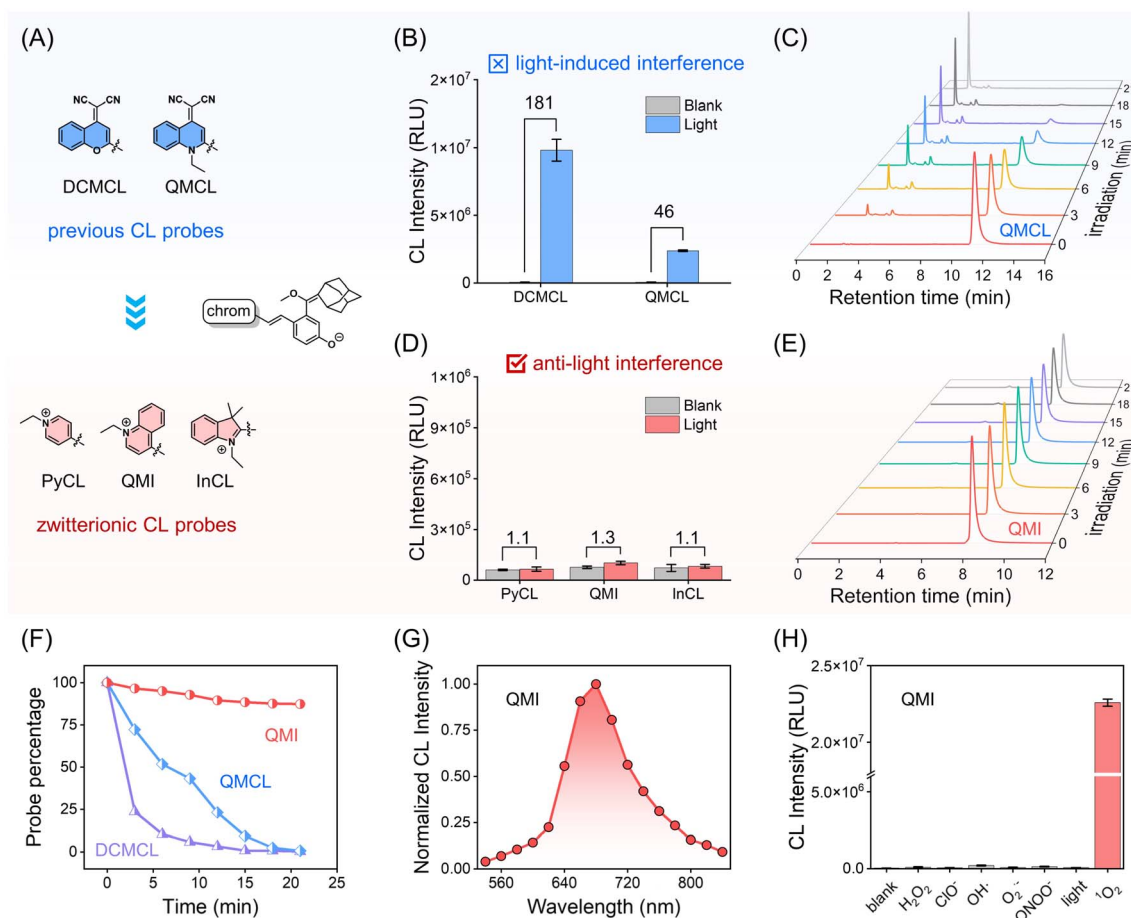 (A)
NC CN
NC CN
O
N
DCMCL
QMCL
previous CL probes
chrom
O
O⊖
N
N
N
PyCL
QMI
InCL
zwitterionic CL probes
(B)
light-induced interference
CL Intensity (RLU)
2×10⁷
1×10⁷
5×10⁶
0
181
46
Blank
Light
DCMCL
QMCL
(C)
QMCL
0
3
6
9
12
15
18
2
irradiation (min)
0 2 4 6 8 10 12 14 16
Retention time (min)
(D)
anti-light interference
CL Intensity (RLU)
1×10⁶
9×10⁵
6×10⁵
3×10⁵
0
1.1
1.3
1.1
Blank
Light
PyCL
QMI
InCL
(E)
QMI
0
3
6
9
12
15
18
2
irradiation (min)
0 2 4 6 8 10 12
Retention time (min)
(F)
Probe percentage
100
75
50
25
0
QMI
QMCL
DCMCL
0 5 10 15 20 25
Time (min)
(G)
Normalized CL Intensity
1.00
0.75
0.50
0.25
0.00
QMI
560 640 720 800
Wavelength (nm)
(H)
CL Intensity (RLU)
2.5×10⁷
2.0×10⁷
5.0×10⁶
0.0
QMI
blank
H₂O₂
ClO⁻
OH·
O₂·⁻
ONOO⁻
light
¹O₂